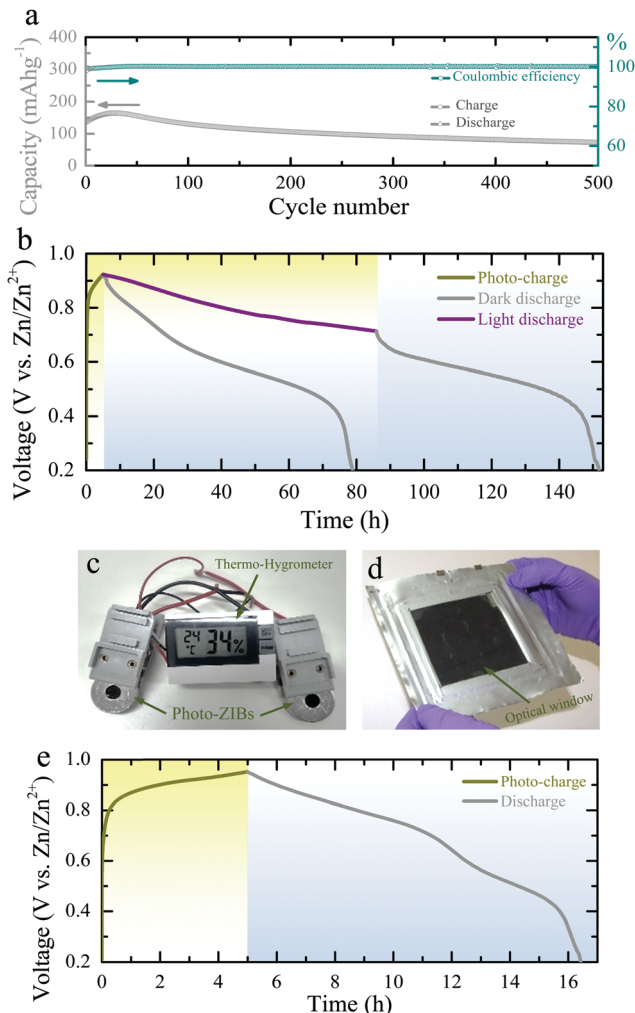 a
%
400
300
200
100
0
100
80
60
Capacity (mAhg⁻¹)
Coulombic efficiency
Charge
Discharge
0 100 200 300 400 500
Cycle number
b
1.0
0.8
0.6
0.4
0.2
Voltage (V vs. Zn/Zn²⁺)
Photo-charge
Dark discharge
Light discharge
0 20 40 60 80 100 120 140
Time (h)
c
Thermo-Hygrometer
24 °C 34%
Photo-ZIBs
d
Optical window
e
1.0
0.8
0.6
0.4
0.2
Voltage (V vs. Zn/Zn²⁺)
Photo-charge
Discharge
0 2 4 6 8 10 12 14 16
Time (h)